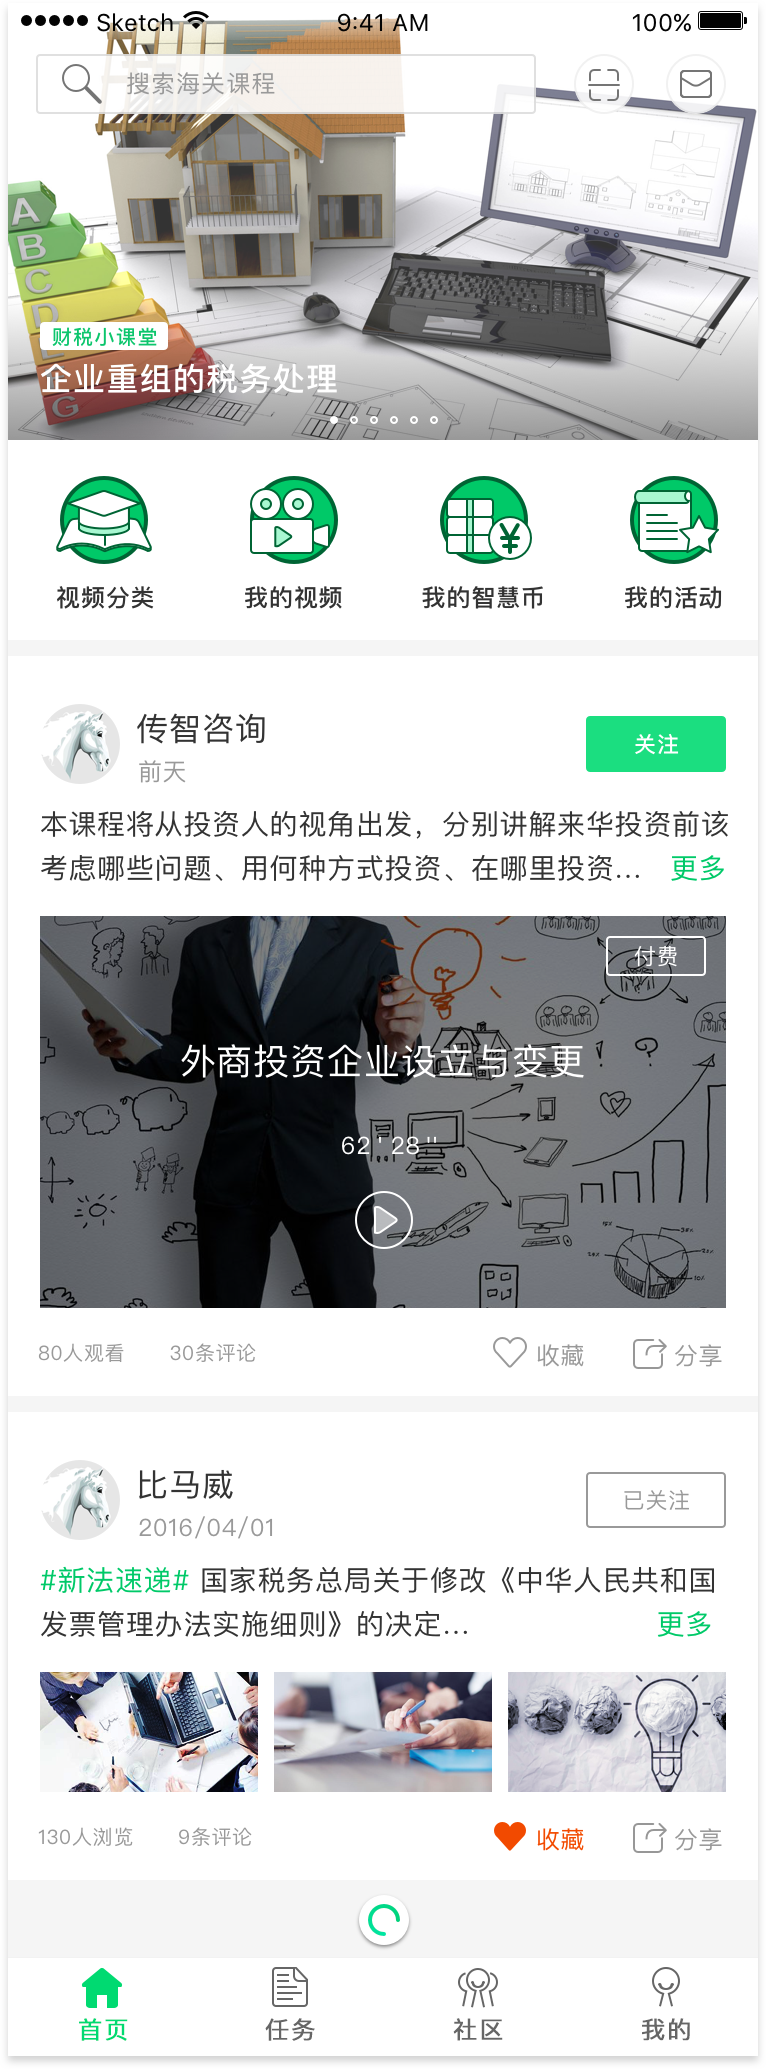 Sketch 9:41 AM 100%
搜索海关课程
A
B
C
D
E
G
财税小课堂
企业重组的税务处理
视频分类 我的视频 我的智慧币 我的活动
传智咨询
关注
前天
本课程将从投资人的视角出发，分别讲解来华投资前该
考虑哪些问题、用何种方式投资、在哪里投资... 更多
付费
外商投资企业设立与变更
62 ' 28 ''
15%
35%
20%
20%
10%
80人观看 30条评论 收藏 分享
比马威
已关注
2016/04/01
#新法速递# 国家税务总局关于修改《中华人民共和国
发票管理办法实施细则》的决定... 更多
130人浏览 9条评论 收藏 分享
首页 任务 社区 我的